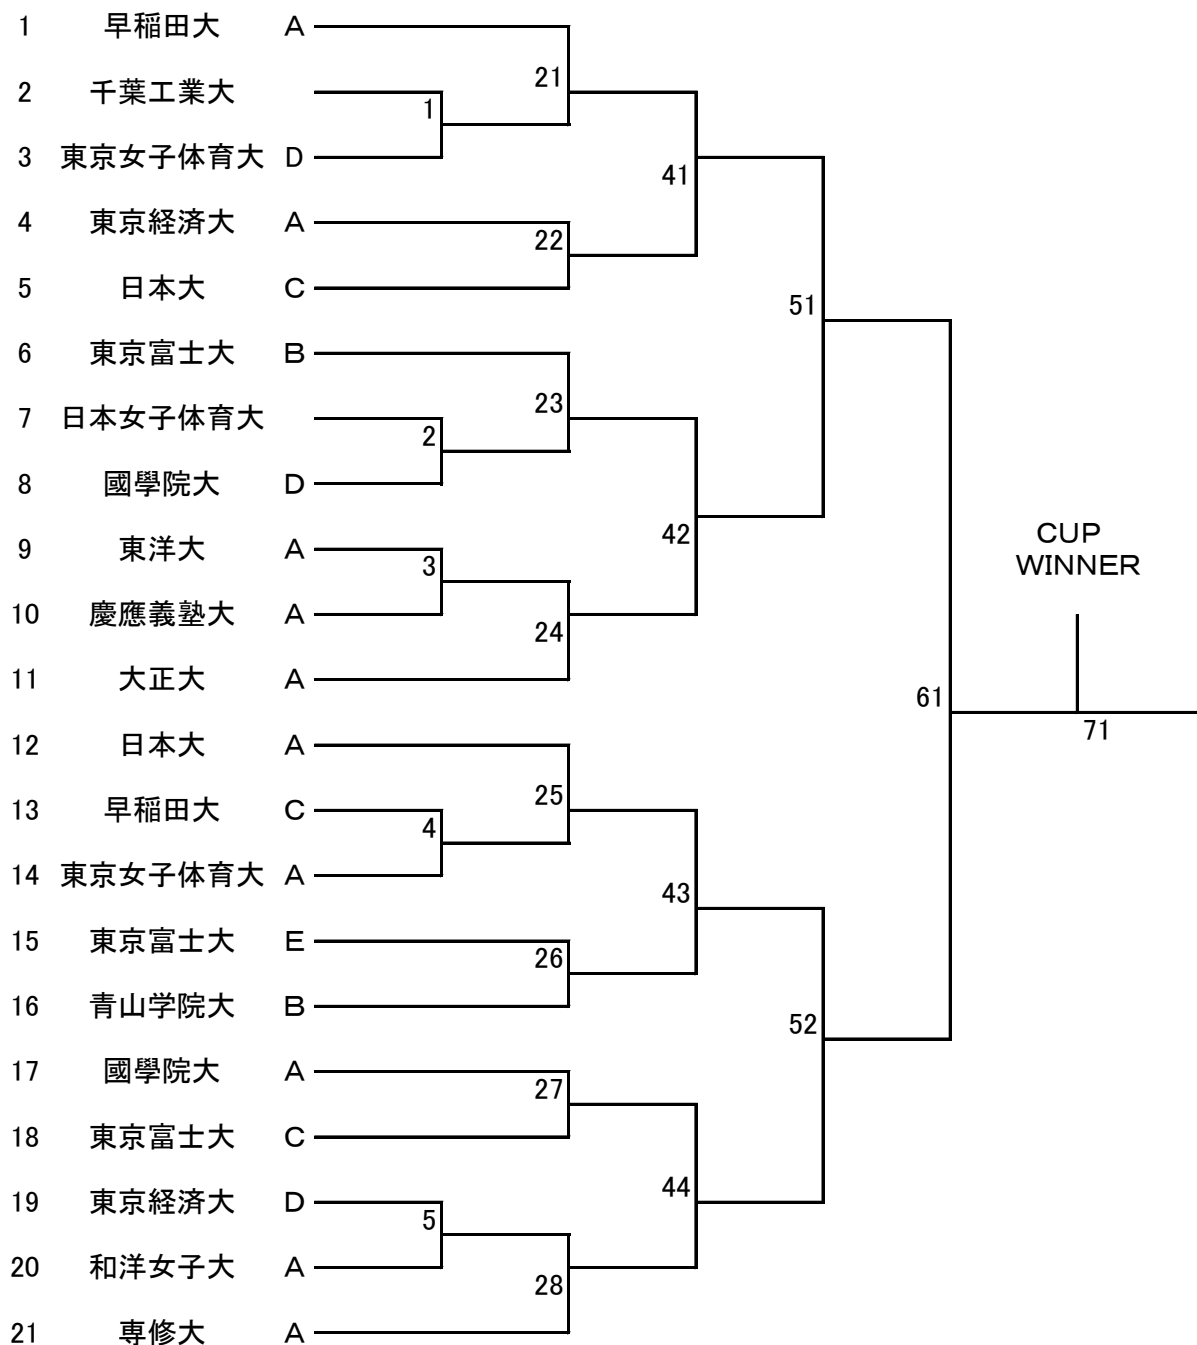 1 早稲田大 A
21
2 千葉工業大
1
3 東京女子体育大 D
41
4 東京経済大 A
22
5 日本大 C
51
6 東京富士大 B
23
7 日本女子体育大
2
8 國學院大 D
42
CUP
WINNER
9 東洋大 A
3
10 慶應義塾大 A
24
11 大正大 A
61
71
12 日本大 A
25
13 早稲田大 C
4
14 東京女子体育大 A
43
15 東京富士大 E
26
16 青山学院大 B
52
17 國學院大 A
27
18 東京富士大 C
44
19 東京経済大 D
5
20 和洋女子大 A
28
21 専修大 A